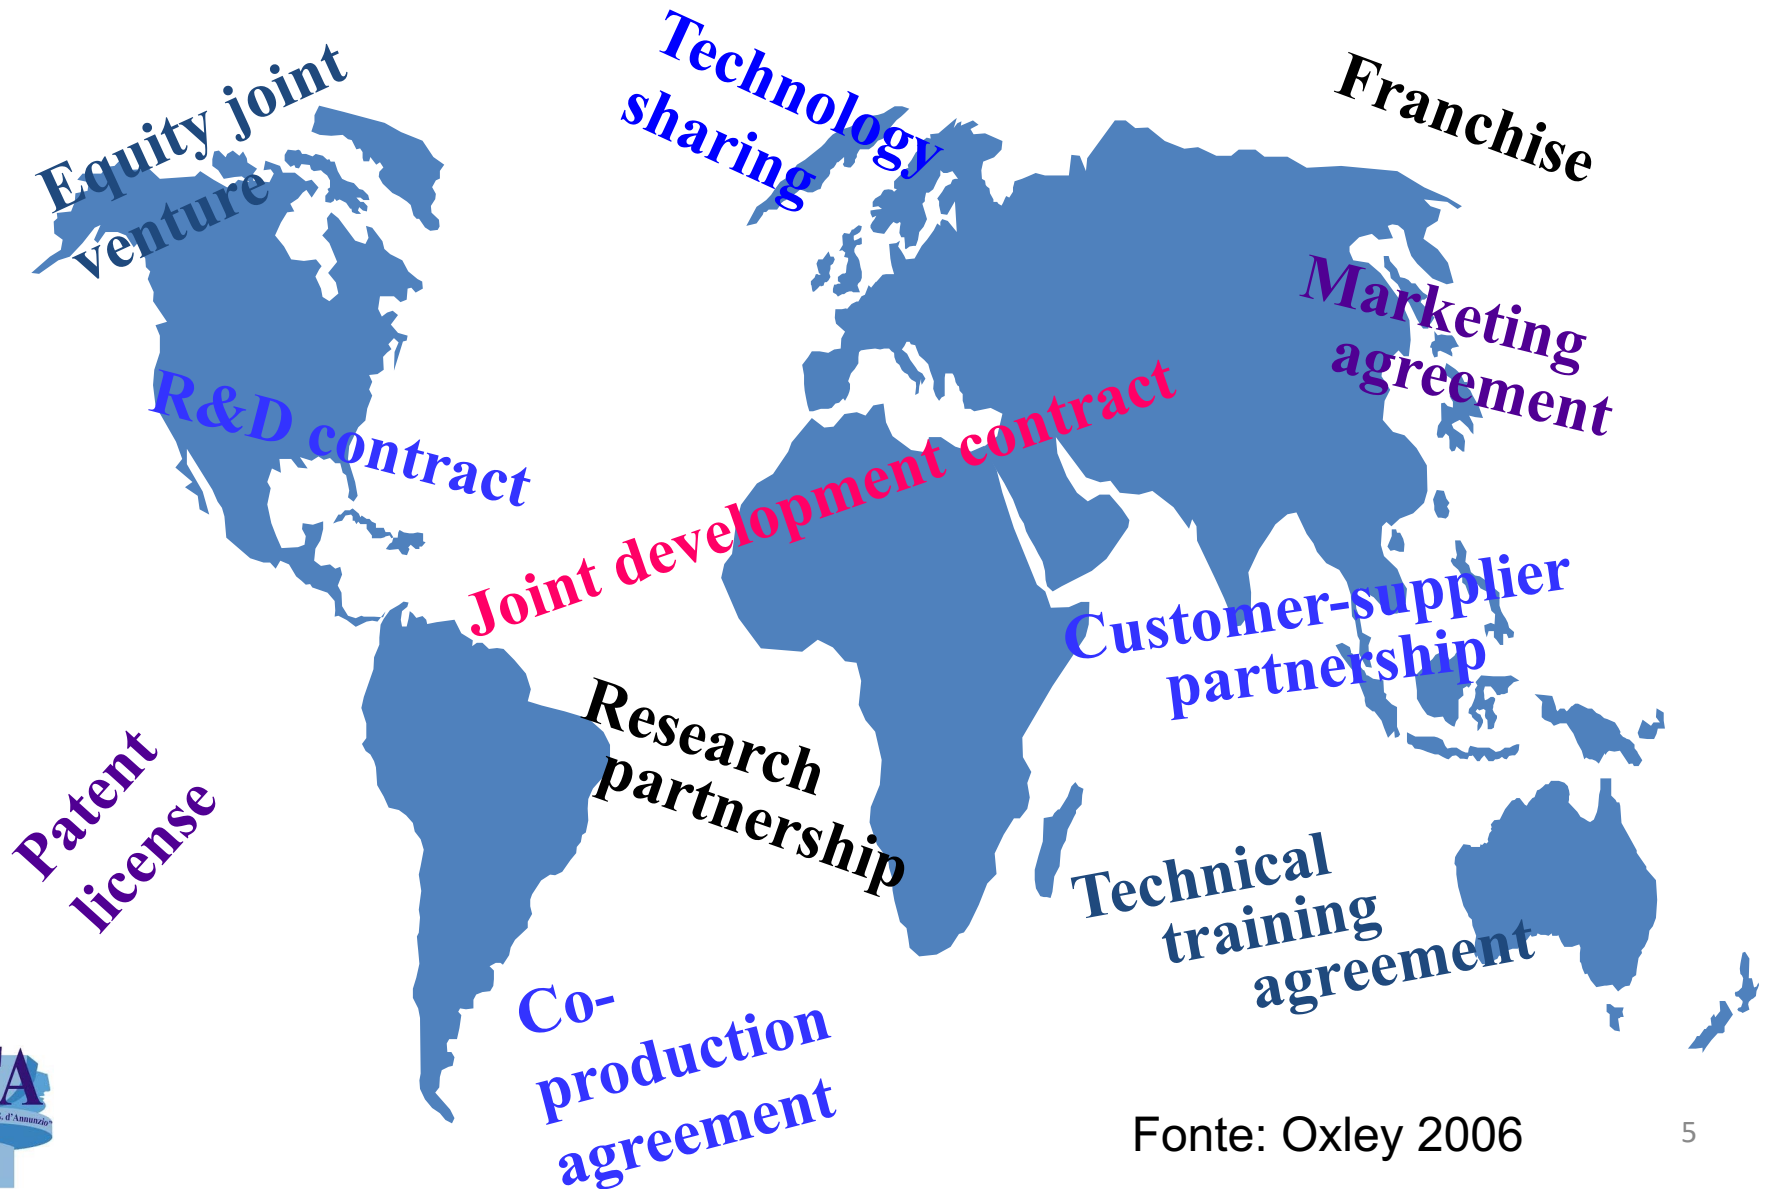 Equity joint
venture
Technology
sharing
Franchise
Marketing
agreement
R&D contract
Joint development contract
Customer-supplier
partnership
Research
partnership
Patent
license
Technical
training
agreement
Co-
production
agreement
d'Annunzio"
Fonte: Oxley 2006
5